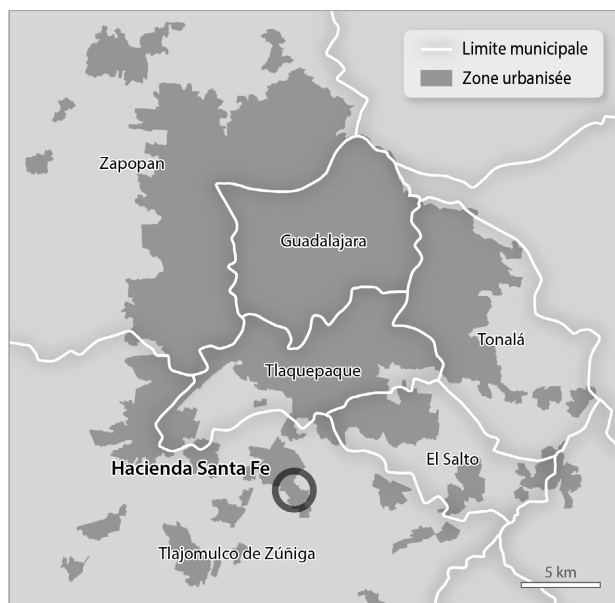 Limite municipale
Zone urbanisée
Zapopan
Guadalajara
Tonalá
Tlaquepaque
El Salto
Hacienda Santa Fe
Tlajomulco de Zúñiga
5 km